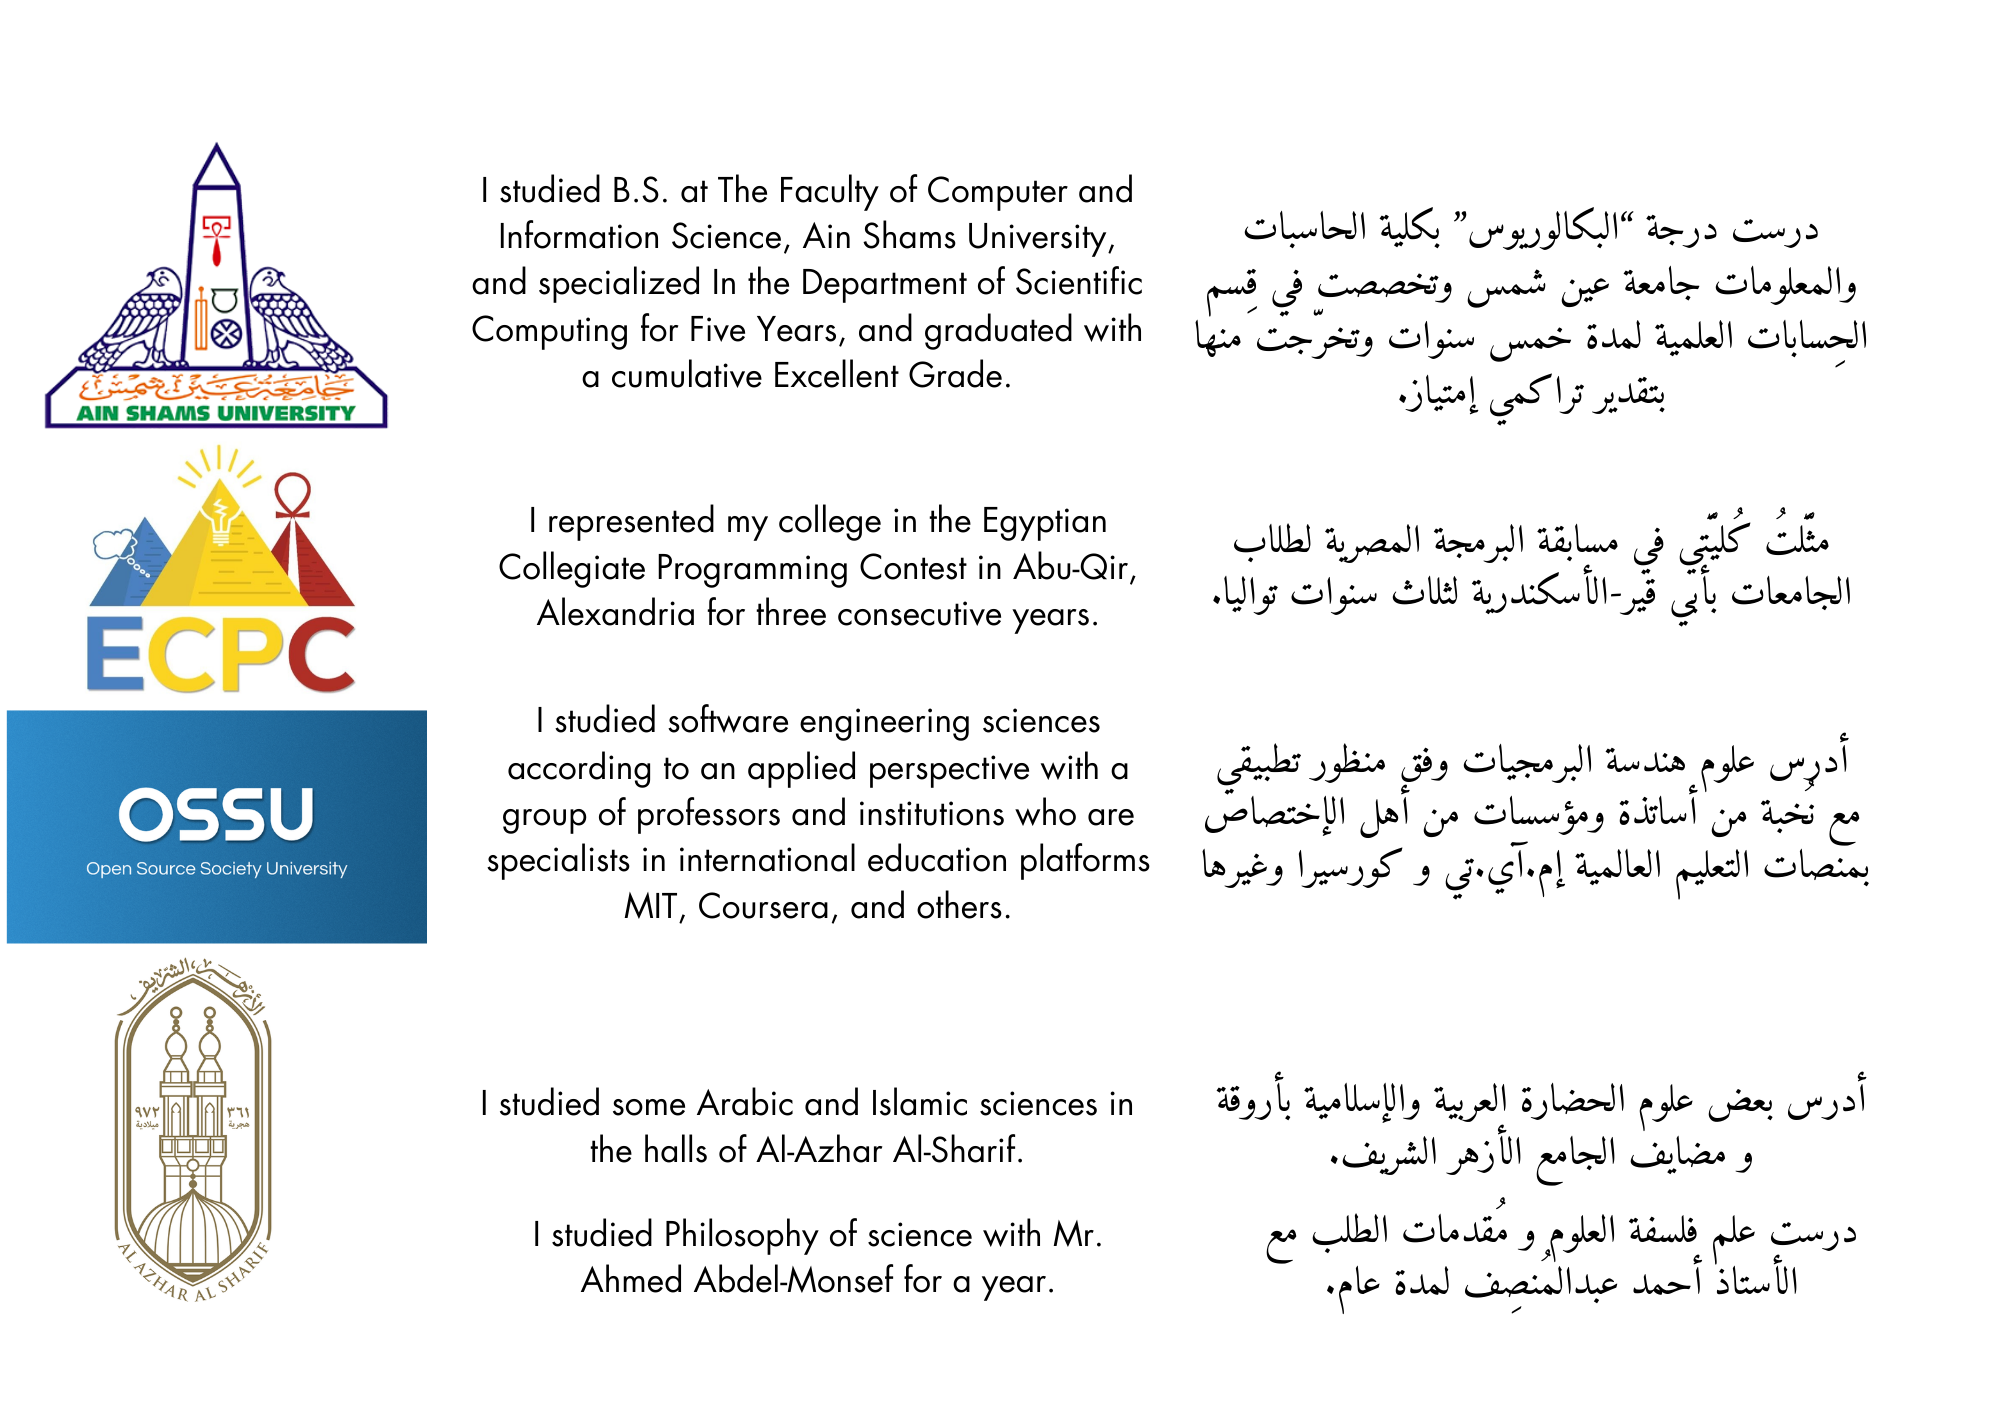 جامعة عين شمس
AIN SHAMS UNIVERSITY
I studied B.S. at The Faculty of Computer and
Information Science, Ain Shams University,
and specialized In the Department of Scientific
Computing for Five Years, and graduated with
a cumulative Excellent Grade.
درست درجة “البكالوريوس” بكلية الحاسبات
والمعلومات جامعة عين شمس وتخصصت في قِسم
الحِسابات العلمية لمدة خمس سنوات وتخرّجت منها
بتقدير تراكمي إمتياز.
ECPC
I represented my college in the Egyptian
Collegiate Programming Contest in Abu-Qir,
Alexandria for three consecutive years.
مثّلتُ كُليّتي في مسابقة البرمجة المصرية لطلاب
الجامعات بأبي قير-الأسكندرية لثلاث سنوات تواليا.
OSSU
Open Source Society University
I studied software engineering sciences
according to an applied perspective with a
group of professors and institutions who are
specialists in international education platforms
MIT, Coursera, and others.
أدرس علوم هندسة البرمجيات وفق منظور تطبيقي
مع نُخبة من أساتذة ومؤسسات من أهل الإختصاص
بمنصات التعليم العالمية إم.آي.تي و كورسيرا وغيرها
الأزهر الشريف
٩٧٢ ٣٦١
ميلادية هجرية
AL AZHAR AL SHARIF
I studied some Arabic and Islamic sciences in
the halls of Al-Azhar Al-Sharif.
أدرس بعض علوم الحضارة العربية والإسلامية بأروقة
و مضايف الجامع الأزهر الشريف.
I studied Philosophy of science with Mr.
Ahmed Abdel-Monsef for a year.
درست علم فلسفة العلوم و مُقدمات الطلب مع
الأستاذ أحمد عبدالمُنصِف لمدة عام.